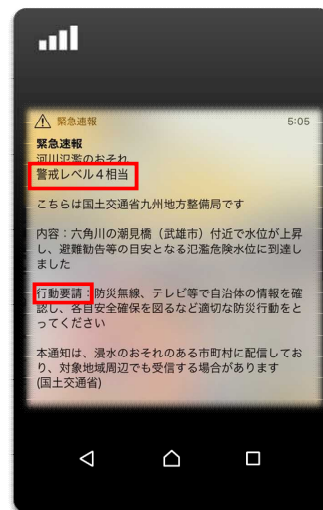 緊急速報
5:05
緊急速報
河川氾濫のおそれ
警戒レベル4相当
こちらは国土交通省九州地方整備局です
内容：六角川の潮見橋（武雄市）付近で水位が上昇
し、避難勧告等の目安となる氾濫危険水位に到達し
ました
行動要請：防災無線、テレビ等で自治体の情報を確
認し、各自安全確保を図るなど適切な防災行動をと
ってください
本通知は、浸水のおそれのある市町村に配信してお
り、対象地域周辺でも受信する場合があります
(国土交通省)